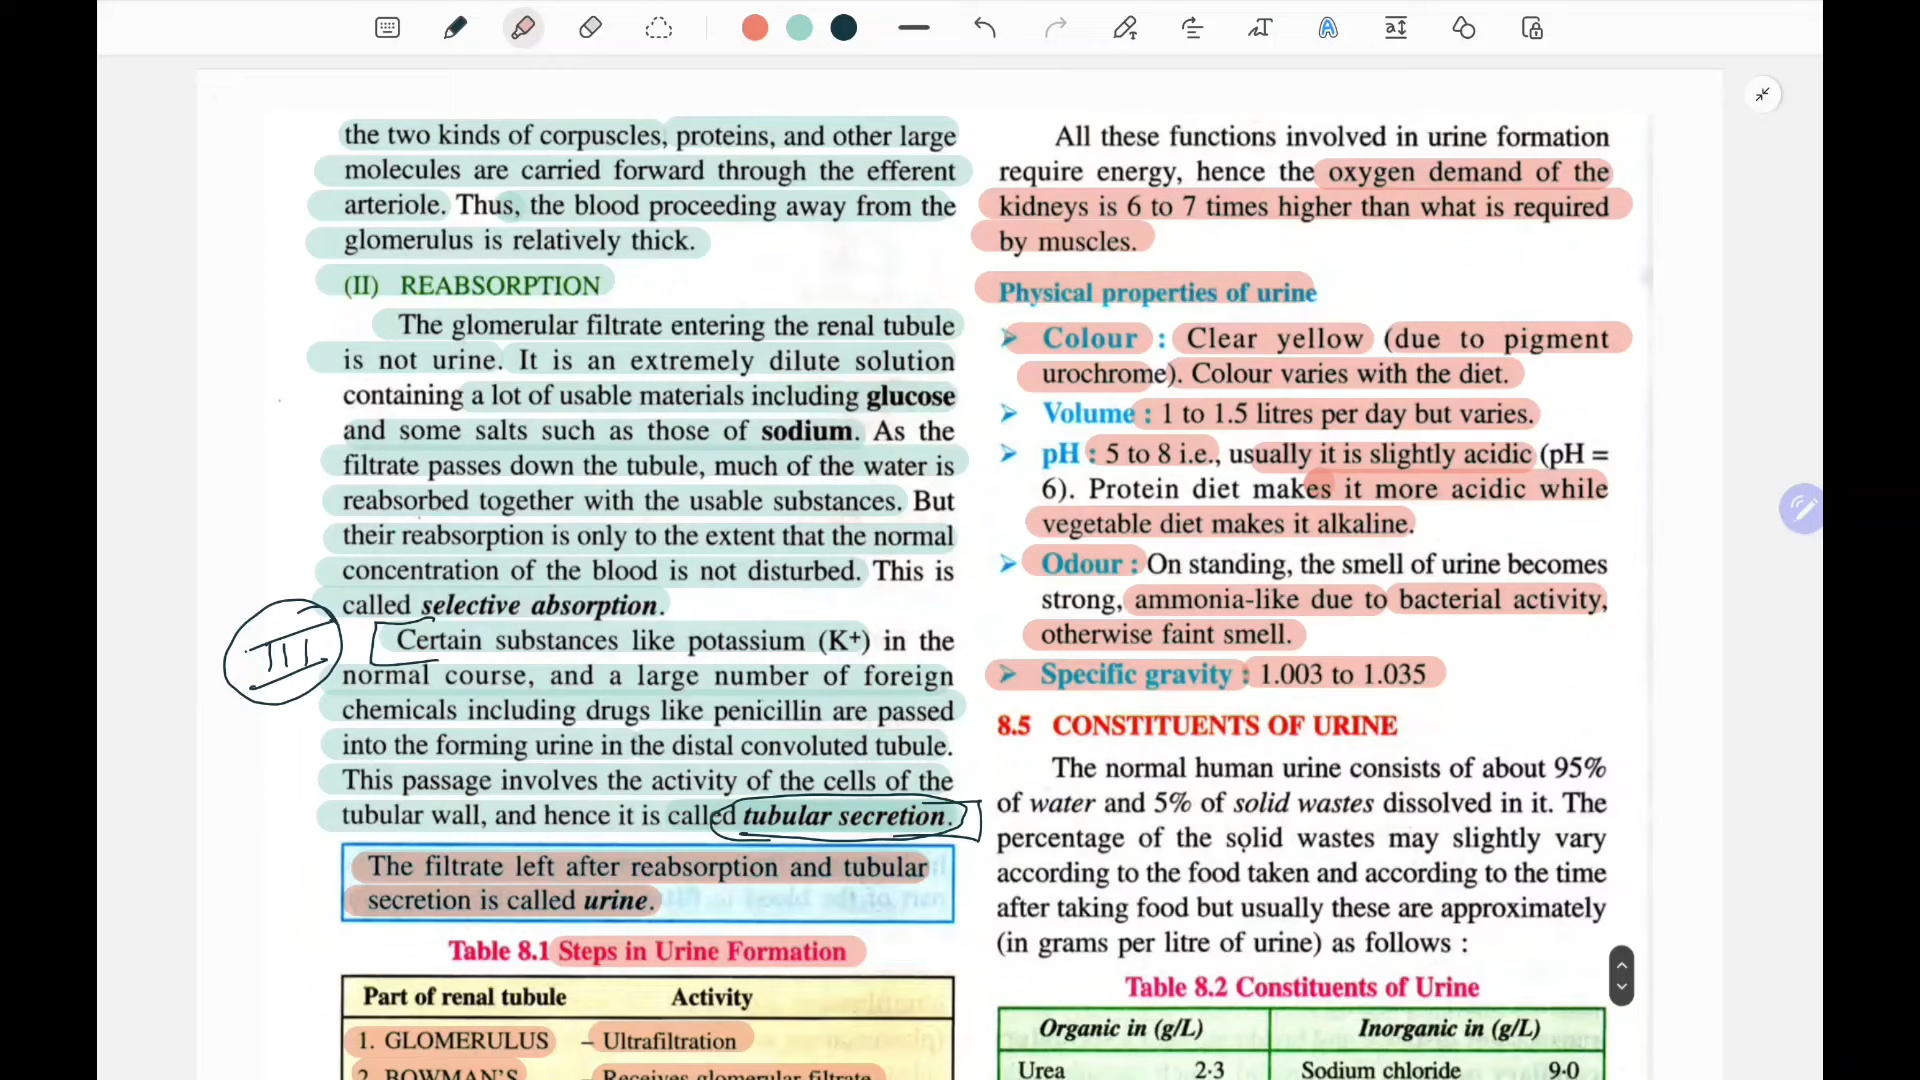 the two kinds of corpuscles, proteins, and other large
molecules are carried forward through the efferent
arteriole. Thus, the blood proceeding away from the
glomerulus is relatively thick.
(II) REABSORPTION
The glomerular filtrate entering the renal tubule
is not urine. It is an extremely dilute solution
containing a lot of usable materials including glucose
and some salts such as those of sodium. As the
filtrate passes down the tubule, much of the water is
reabsorbed together with the usable substances. But
their reabsorption is only to the extent that the normal
concentration of the blood is not disturbed. This is
called selective absorption.
III
Certain substances like potassium (K⁺) in the
normal course, and a large number of foreign
chemicals including drugs like penicillin are passed
into the forming urine in the distal convoluted tubule.
This passage involves the activity of the cells of the
tubular wall, and hence it is called tubular secretion.
The filtrate left after reabsorption and tubular
secretion is called urine.
Table 8.1 Steps in Urine Formation
Part of renal tubule Activity
1. GLOMERULUS – Ultrafiltration
2. BOWMAN'S – Receives glomerular filtrate
All these functions involved in urine formation
require energy, hence the oxygen demand of the
kidneys is 6 to 7 times higher than what is required
by muscles.
Physical properties of urine
➢ Colour : Clear yellow (due to pigment
urochrome). Colour varies with the diet.
➢ Volume : 1 to 1.5 litres per day but varies.
➢ pH : 5 to 8 i.e., usually it is slightly acidic (pH =
6). Protein diet makes it more acidic while
vegetable diet makes it alkaline.
➢ Odour : On standing, the smell of urine becomes
strong, ammonia-like due to bacterial activity,
otherwise faint smell.
➢ Specific gravity : 1.003 to 1.035
8.5 CONSTITUENTS OF URINE
The normal human urine consists of about 95%
of water and 5% of solid wastes dissolved in it. The
percentage of the solid wastes may slightly vary
according to the food taken and according to the time
after taking food but usually these are approximately
(in grams per litre of urine) as follows :
Table 8.2 Constituents of Urine
Organic in (g/L) Inorganic in (g/L)
Urea 2·3 Sodium chloride 9·0